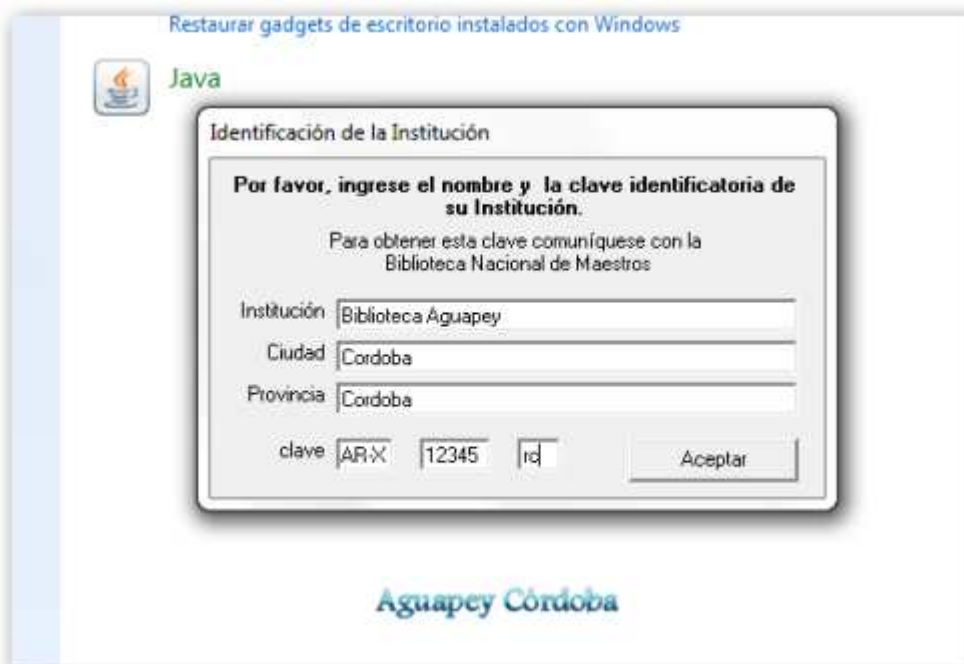 Restaurar gadgets de escritorio instalados con Windows
Java
Identificación de la Institución
Por favor, ingrese el nombre y la clave identificatoria de
su Institución.
Para obtener esta clave comuníquese con la
Biblioteca Nacional de Maestros
Institución Biblioteca Aguapey
Ciudad Cordoba
Provincia Cordoba
clave AR-X 12345 rc Aceptar
Aguapey Córdoba